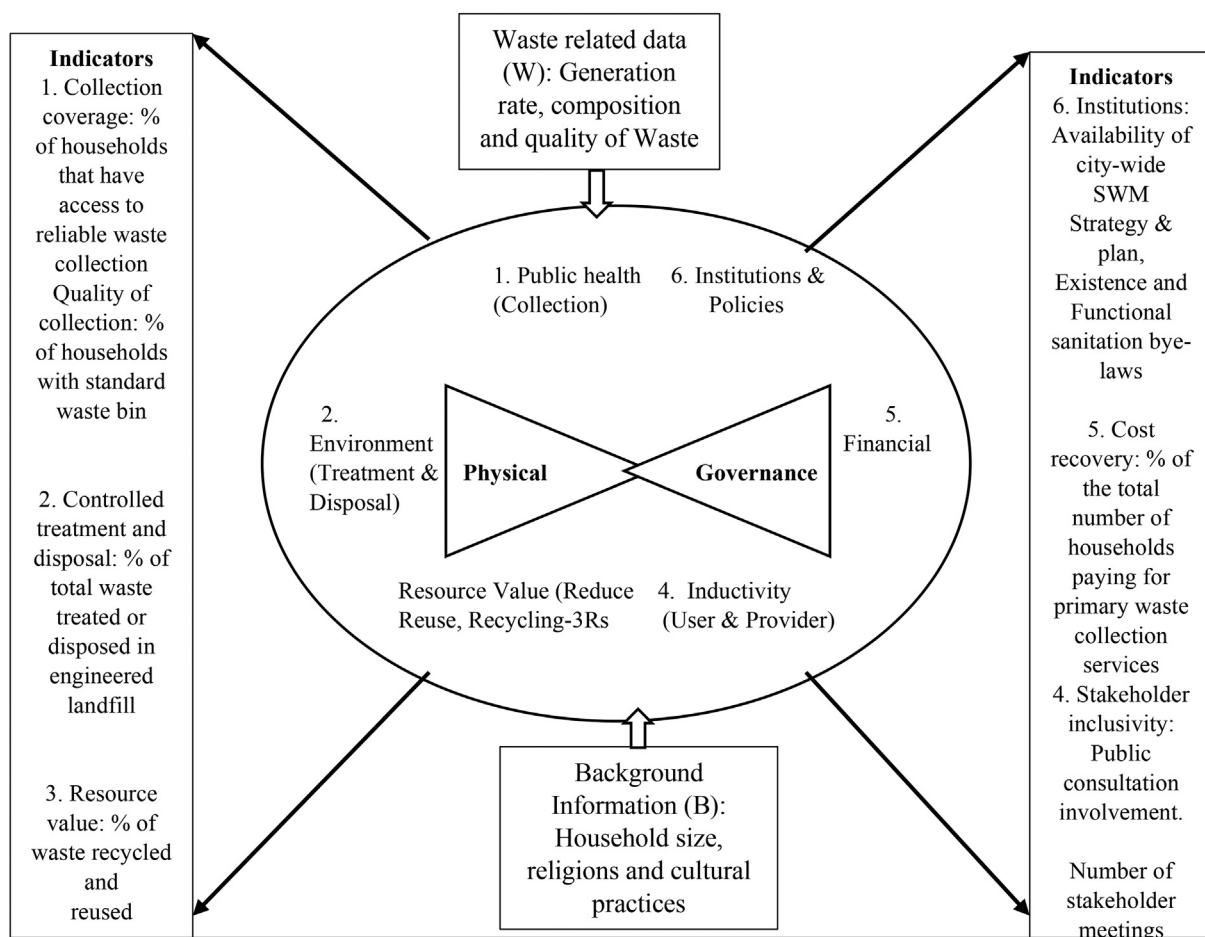 Indicators
1. Collection
coverage: %
of households
that have
access to
reliable waste
collection
Quality of
collection: %
of households
with standard
waste bin
2. Controlled
treatment and
disposal: % of
total waste
treated or
disposed in
engineered
landfill
3. Resource
value: % of
waste recycled
and
reused
Waste related data
(W): Generation
rate, composition
and quality of Waste
1. Public health
(Collection)
6. Institutions &
Policies
2.
Environment
(Treatment &
Disposal)
Physical
Governance
5.
Financial
Resource Value (Reduce
Reuse, Recycling-3Rs
4. Inductivity
(User & Provider)
Background
Information (B):
Household size,
religions and cultural
practices
Indicators
6. Institutions:
Availability of
city-wide
SWM
Strategy &
plan,
Existence and
Functional
sanitation bye-
laws
5. Cost
recovery: % of
the total
number of
households
paying for
primary waste
collection
services
4. Stakeholder
inclusivity:
Public
consultation
involvement.
Number of
stakeholder
meetings